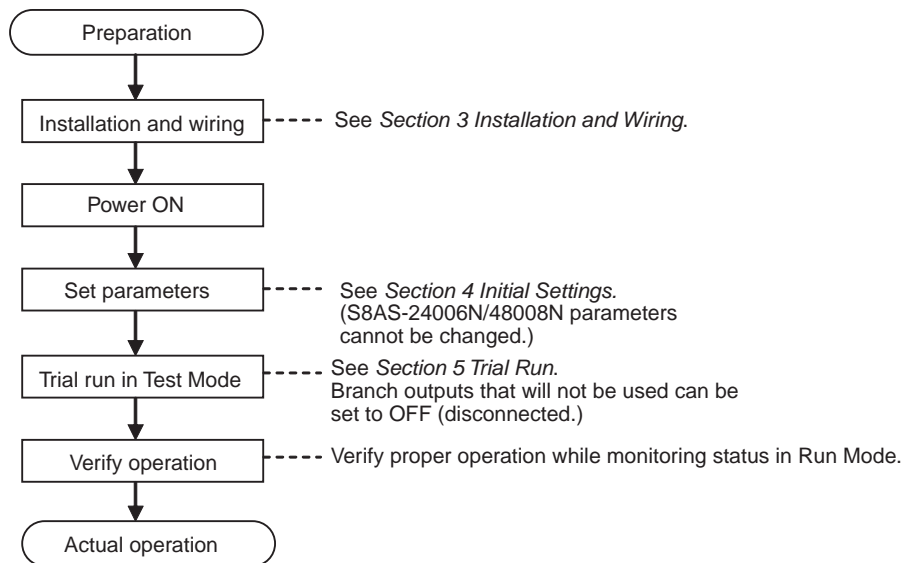 Preparation
Installation and wiring
See Section 3 Installation and Wiring.
Power ON
Set parameters
See Section 4 Initial Settings.
(S8AS-24006N/48008N parameters
cannot be changed.)
Trial run in Test Mode
See Section 5 Trial Run.
Branch outputs that will not be used can be
set to OFF (disconnected.)
Verify operation
Verify proper operation while monitoring status in Run Mode.
Actual operation